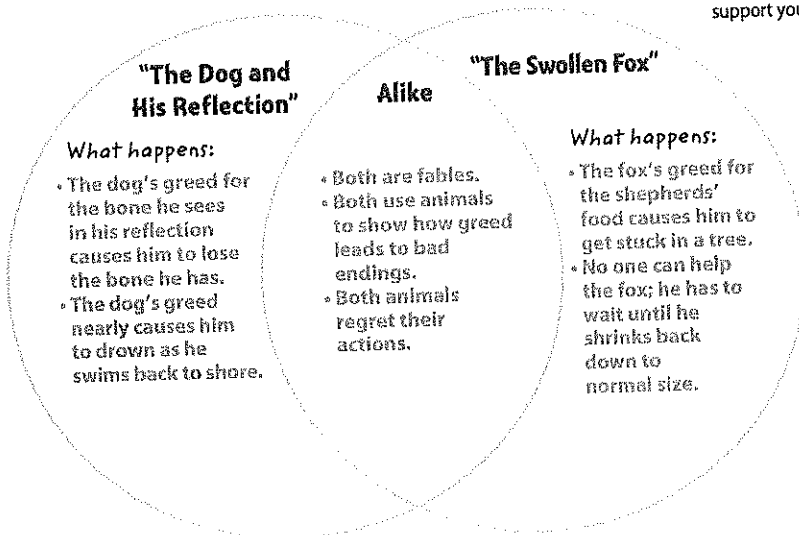 support you
"The Dog and
His Reflection"
What happens:
• The dog's greed for
the bone he sees
in his reflection
causes him to lose
the bone he has.
• The dog's greed
nearly causes him
to drown as he
swims back to shore.
Alike
• Both are fables.
• Both use animals
to show how greed
leads to bad
endings.
• Both animals
regret their
actions.
"The Swollen Fox"
What happens:
• The fox's greed for
the shepherds'
food causes him to
get stuck in a tree.
• No one can help
the fox; he has to
wait until he
shrinks back
down to
normal size.